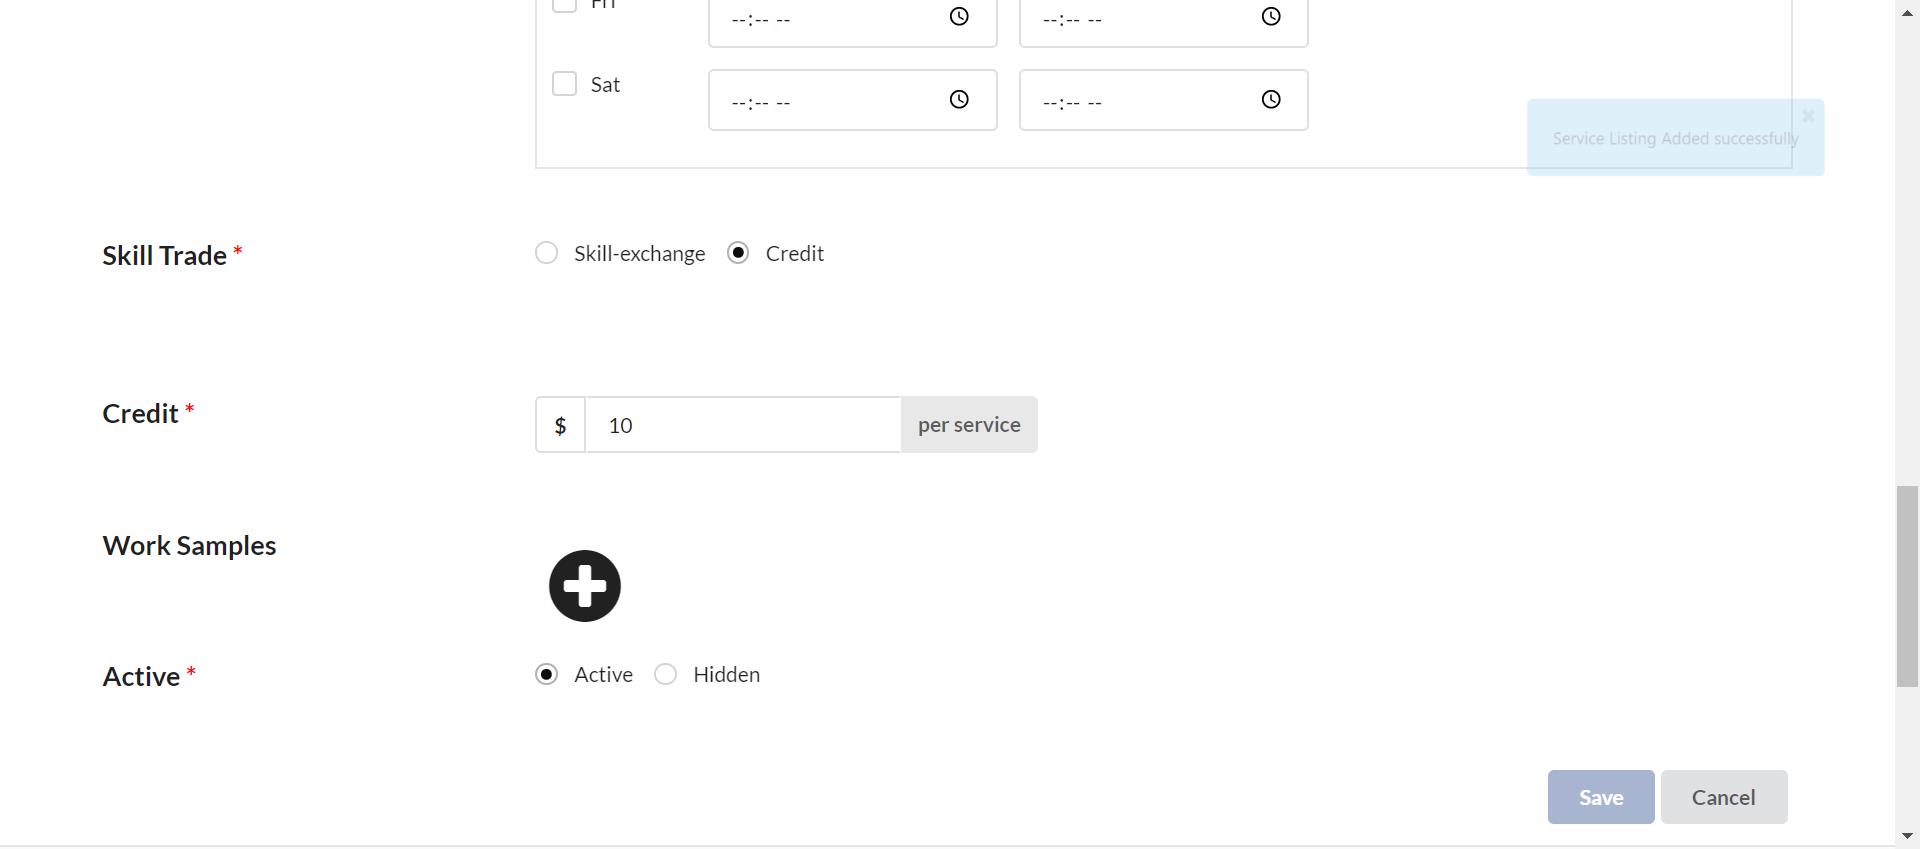 Fri
--:-- --
--:-- --
Sat
--:-- --
--:-- --
Service Listing Added successfully
Skill Trade *
Skill-exchange
Credit
Credit *
$
10
per service
Work Samples
Active *
Active
Hidden
Save
Cancel